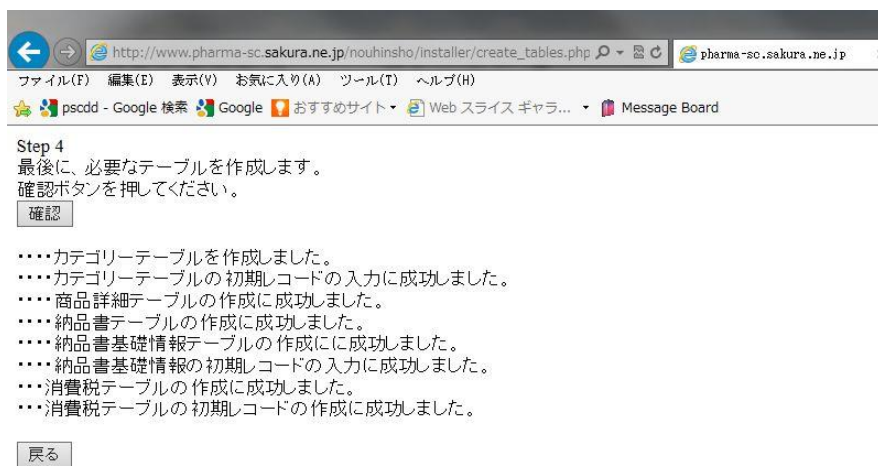 http://www.pharma-sc.sakura.ne.jp/nouhinsho/installer/create_tables.php
pharma-sc.sakura.ne.jp
ファイル(F) 編集(E) 表示(V) お気に入り(A) ツール(T) ヘルプ(H)
pscdd - Google 検索 Google おすすめサイト Web スライス ギャラ... Message Board
Step 4
最後に、必要なテーブルを作成します。
確認ボタンを押してください。
確認
・・・・カテゴリーテーブルを作成しました。
・・・・カテゴリーテーブルの初期レコードの入力に成功しました。
・・・・商品詳細テーブルの作成に成功しました。
・・・・納品書テーブルの作成に成功しました。
・・・・納品書基礎情報テーブルの作成にに成功しました。
・・・・納品書基礎情報の初期レコードの入力に成功しました。
・・・消費税テーブルの作成に成功しました。
・・・消費税テーブルの初期レコードの作成に成功しました。
戻る